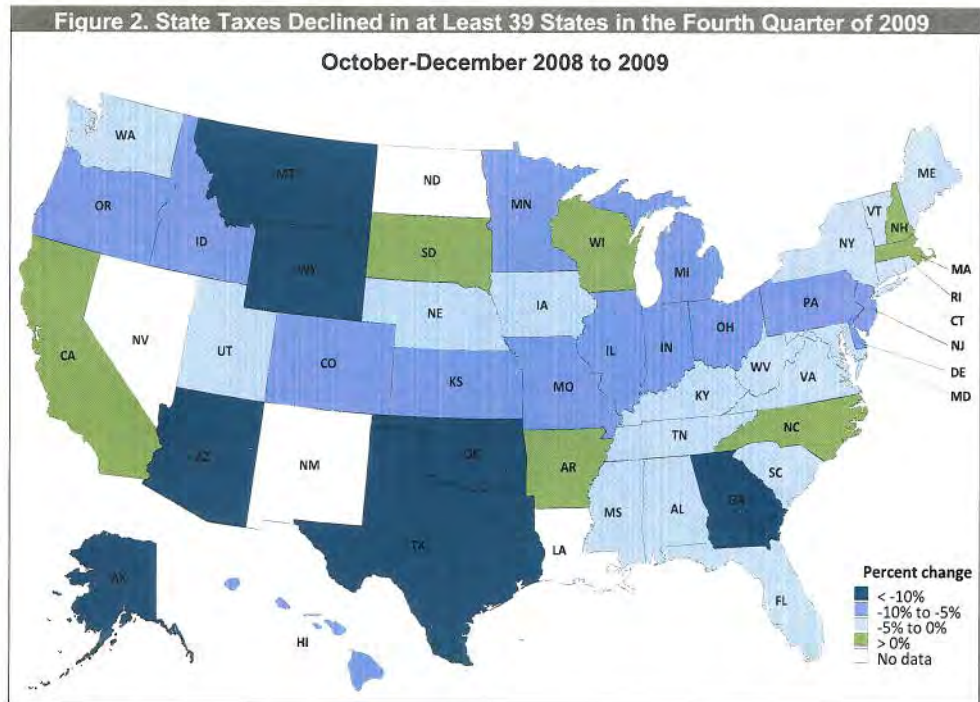 Figure 2. State Taxes Declined in at Least 39 States in the Fourth Quarter of 2009
October-December 2008 to 2009
WA
MT
ND
MN
ME
OR
ID
SD
WI
VT
NH
NY
WY
MI
MA
RI
CT
NJ
DE
MD
IA
NE
PA
NV
UT
CO
IL
IN
OH
CA
KS
MO
WV
VA
KY
NC
TN
AZ
NM
OK
AR
SC
MS
AL
GA
TX
LA
FL
AK
HI
Percent change
< -10%
-10% to -5%
-5% to 0%
> 0%
No data